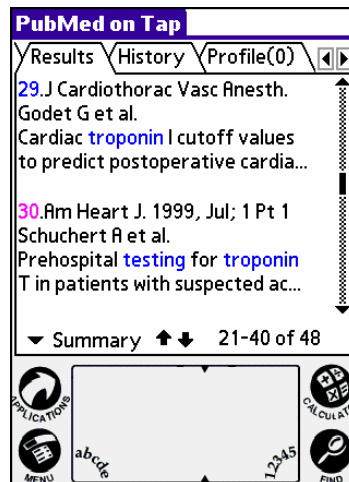 PubMed on Tap
Results History Profile(0)
29.J Cardiothorac Vasc Anesth.
Godet G et al.
Cardiac troponin I cutoff values
to predict postoperative cardia...
30.Am Heart J. 1999, Jul; 1 Pt 1
Schuchert A et al.
Prehospital testing for troponin
T in patients with suspected ac...
Summary 21-40 of 48
APPLICATIONS
MENU
abcde
12345
FIND